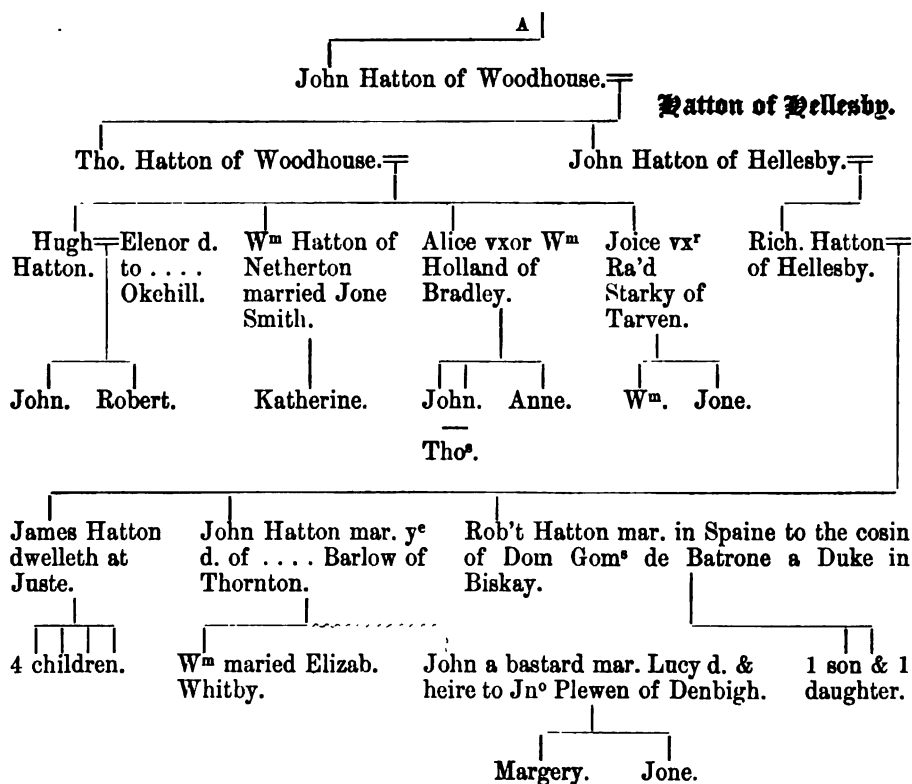 A
John Hatton of Woodhouse.
Hatton of Hellesby.
Tho. Hatton of Woodhouse.
John Hatton of Hellesby.
Hugh
Hatton.
Elenor d.
to . . . .
Okchill.
Wᵐ Hatton of
Netherton
married Jone
Smith.
Alice vxor Wᵐ
Holland of
Bradley.
Joice vxʳ
Ra'd
Starky of
Tarven.
Rich. Hatton
of Hellesby.
John. Robert.
Katherine.
John. Anne.
Thoˢ.
Wᵐ. Jone.
James Hatton
dwelleth at
Juste.
John Hatton mar. yᵉ
d. of . . . . Barlow of
Thornton.
Rob't Hatton mar. in Spaine to the cosin
of Dom Gomˢ de Batrone a Duke in
Biskay.
4 children.
Wᵐ maried Elizab.
Whitby.
John a bastard mar. Lucy d. &
heire to Jnᵒ Plewen of Denbigh.
1 son & 1
daughter.
Margery. Jone.